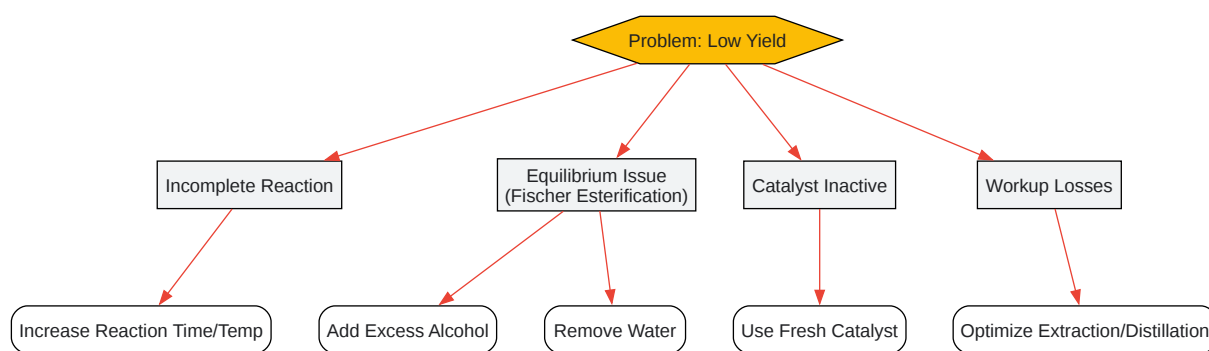 Problem: Low Yield
Incomplete Reaction
Equilibrium Issue
(Fischer Esterification)
Catalyst Inactive
Workup Losses
Increase Reaction Time/Temp
Add Excess Alcohol
Remove Water
Use Fresh Catalyst
Optimize Extraction/Distillation